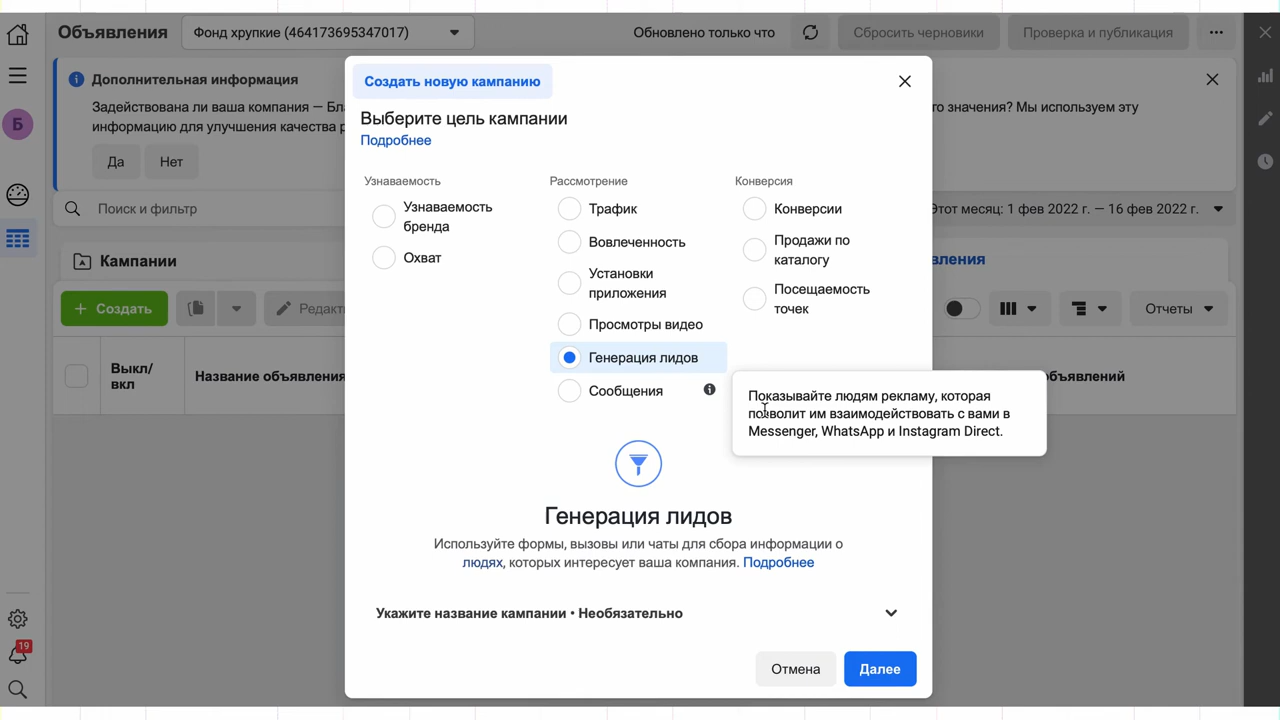 Объявления
Фонд хрупкие (464173695347017)
Обновлено только что
Сбросить черновики
Проверка и публикация
Дополнительная информация
Задействована ли ваша компания — Бла
го значения? Мы используем эту
информацию для улучшения качества р
Да
Нет
Поиск и фильтр
Этот месяц: 1 фев 2022 г. — 16 фев 2022 г.
Кампании
вления
Создать
Редакти
Отчеты
Выкл/
вкл
Название объявления
объявлений
Б
19
Создать новую кампанию
Выберите цель кампании
Подробнее
Узнаваемость
Узнаваемость
бренда
Охват
Рассмотрение
Трафик
Вовлеченность
Установки
приложения
Просмотры видео
Генерация лидов
Сообщения
Конверсия
Конверсии
Продажи по
каталогу
Посещаемость
точек
Показывайте людям рекламу, которая
позволит им взаимодействовать с вами в
Messenger, WhatsApp и Instagram Direct.
Генерация лидов
Используйте формы, вызовы или чаты для сбора информации о
людях, которых интересует ваша компания. Подробнее
Укажите название кампании • Необязательно
Отмена
Далее